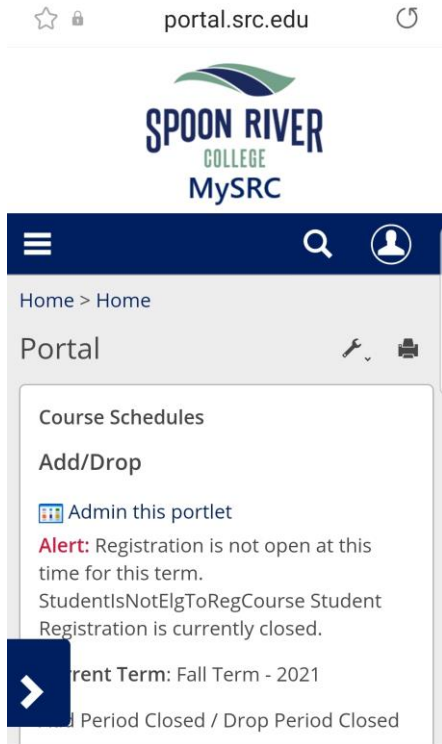 portal.src.edu
SPOON RIVER
COLLEGE
MySRC
Home > Home
Portal
Course Schedules
Add/Drop
Admin this portlet
Alert: Registration is not open at this
time for this term.
StudentIsNotElgToRegCourse Student
Registration is currently closed.
rent Term: Fall Term - 2021
Period Closed / Drop Period Closed